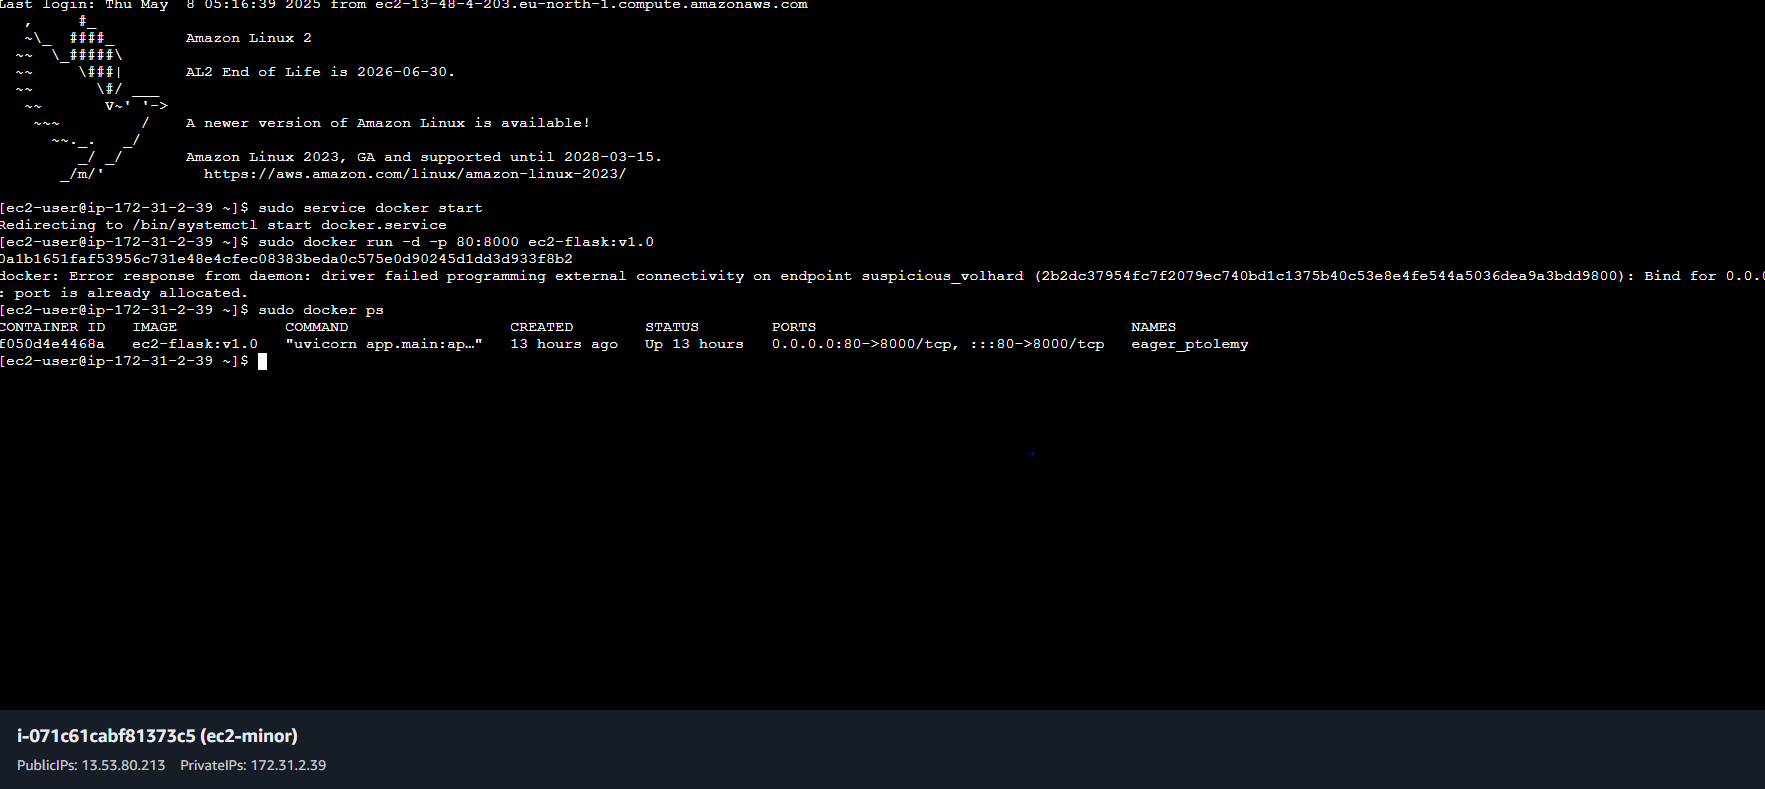 Last login: Thu May  8 05:16:39 2025 from ec2-13-48-4-203.eu-north-1.compute.amazonaws.com
   ,     #_
   ~\_  ####_        Amazon Linux 2
  ~~  \_#####\
  ~~     \###|       AL2 End of Life is 2026-06-30.
  ~~       \#/ ___
   ~~       V~' '->
    ~~~         /    A newer version of Amazon Linux is available!
      ~~._.   _/
         _/ _/       Amazon Linux 2023, GA and supported until 2028-03-15.
       _/m/'           https://aws.amazon.com/linux/amazon-linux-2023/
[ec2-user@ip-172-31-2-39 ~]$ sudo service docker start
Redirecting to /bin/systemctl start docker.service
[ec2-user@ip-172-31-2-39 ~]$ sudo docker run -d -p 80:8000 ec2-flask:v1.0
0a1b1651faf53956c731e48e4cfec08383beda0c575e0d90245d1dd3d933f8b2
docker: Error response from daemon: driver failed programming external connectivity on endpoint suspicious_volhard (2b2dc37954fc7f2079ec740bd1c1375b40c53e8e4fe544a5036dea9a3bdd9800): Bind for 0.0.0
: port is already allocated.
[ec2-user@ip-172-31-2-39 ~]$ sudo docker ps
CONTAINER ID   IMAGE            COMMAND                  CREATED        STATUS        PORTS                                   NAMES
f050d4e4468a   ec2-flask:v1.0   "uvicorn app.main:ap…"   13 hours ago   Up 13 hours   0.0.0.0:80->8000/tcp, :::80->8000/tcp   eager_ptolemy
[ec2-user@ip-172-31-2-39 ~]$
i-071c61cabf81373c5 (ec2-minor)
PublicIPs: 13.53.80.213    PrivateIPs: 172.31.2.39